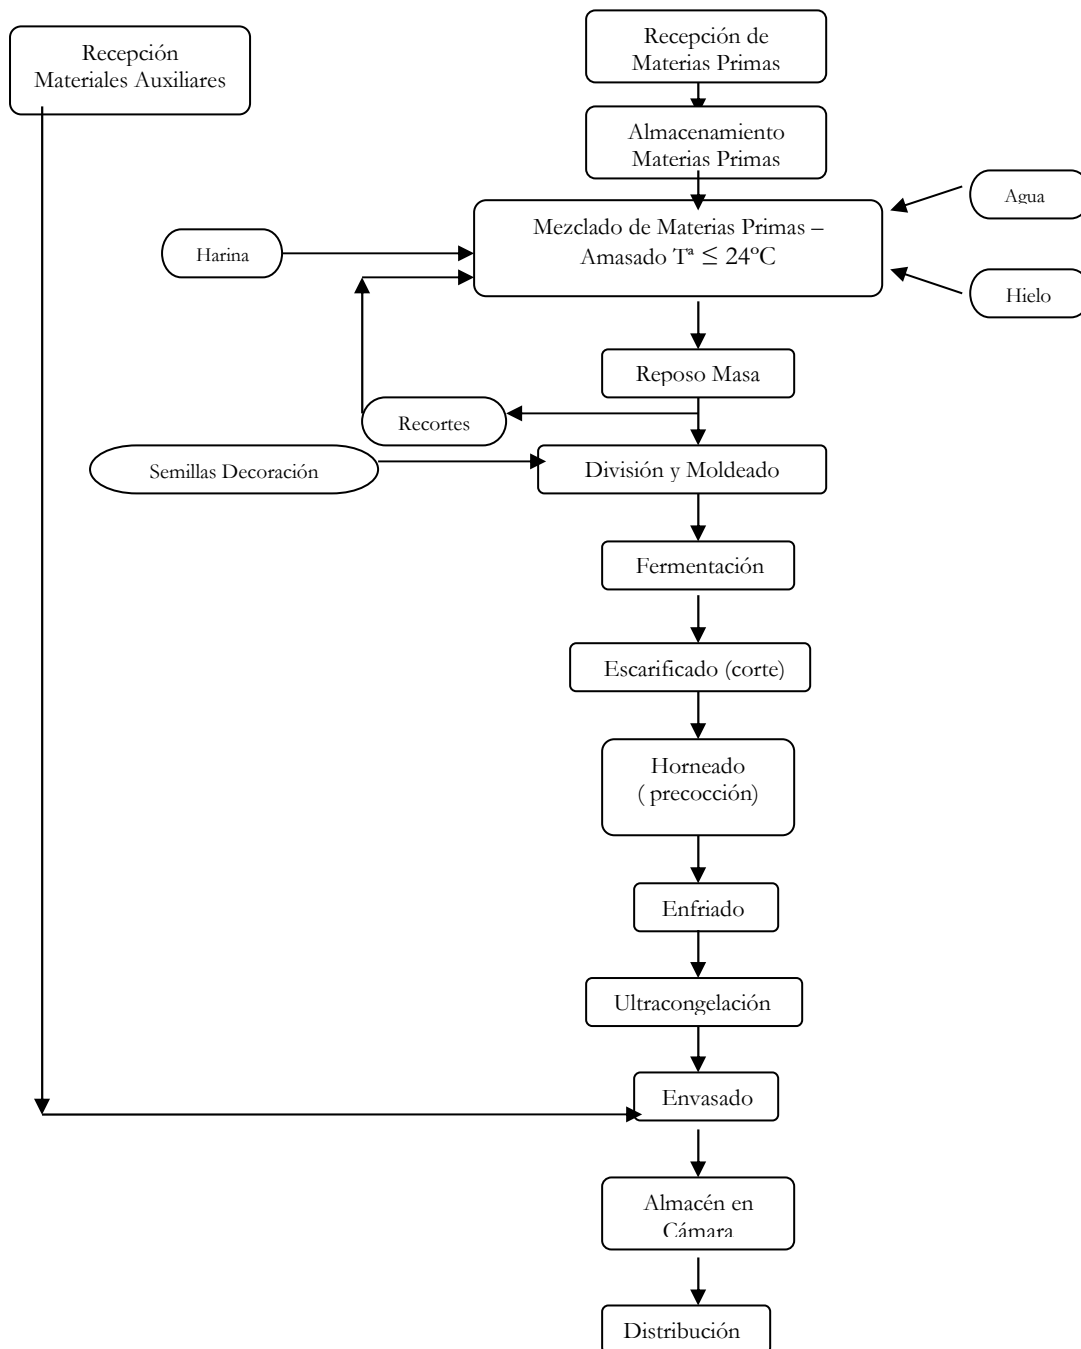 Recepción
Materiales Auxiliares
Recepción de
Materias Primas
Almacenamiento
Materias Primas
Agua
Mezclado de Materias Primas –
Amasado Tª ≤ 24ºC
Harina
Hielo
Reposo Masa
Recortes
Semillas Decoración
División y Moldeado
Fermentación
Escarificado (corte)
Horneado
( precocción)
Enfriado
Ultracongelación
Envasado
Almacén en
Cámara
Distribución